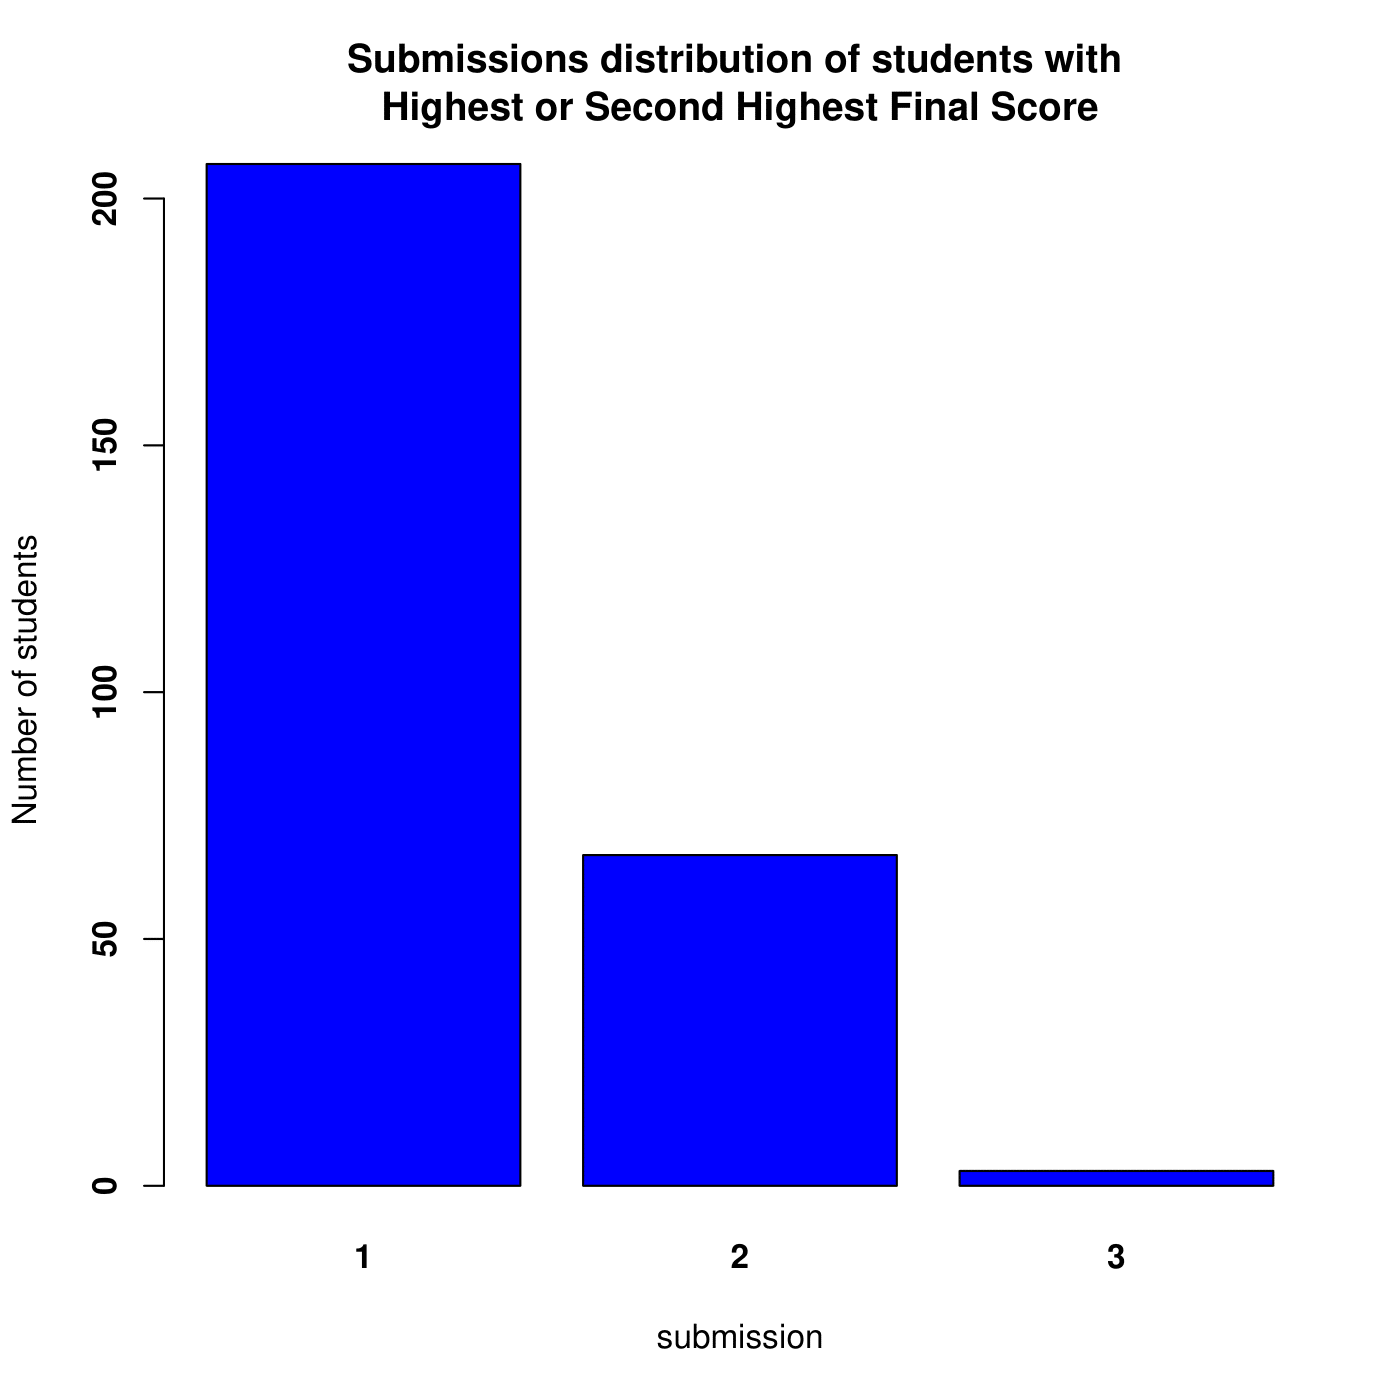 Submissions distribution of students with
Highest or Second Highest Final Score
Number of students
200
150
100
50
0
1 2 3
submission